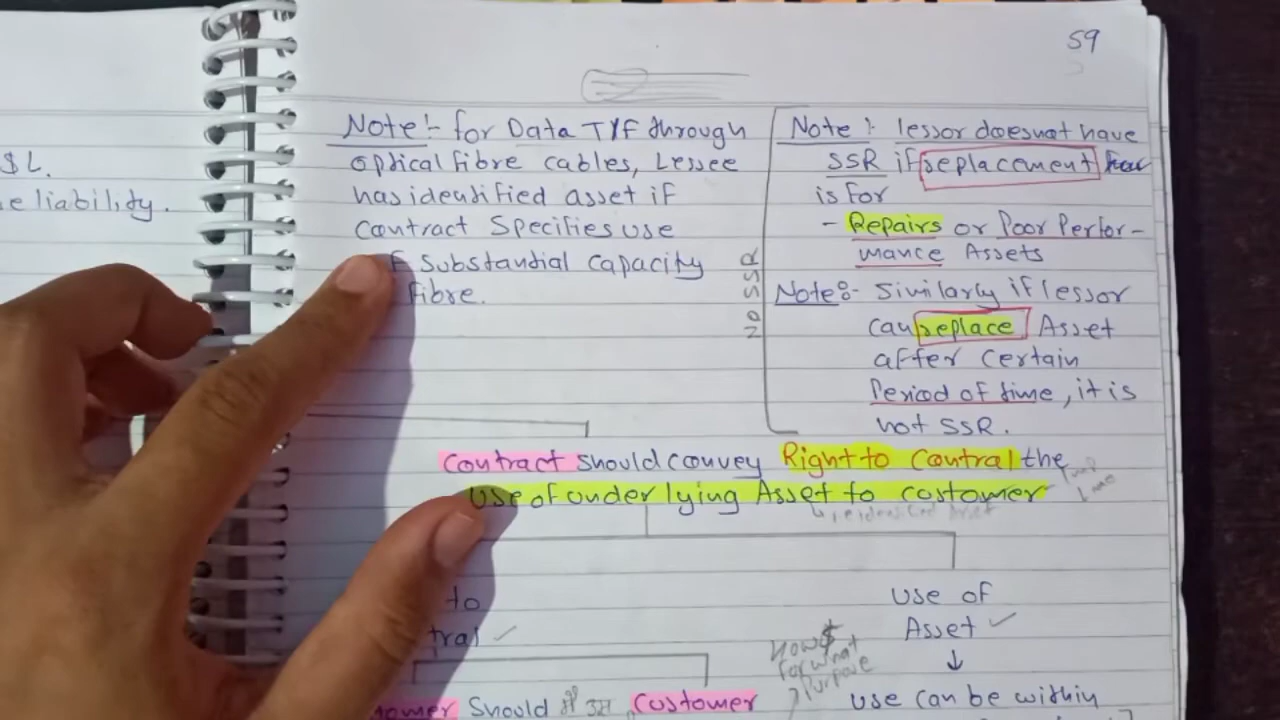 59
$L.
e liability.
Note:- for Data T/F through
optical fibre cables, Lessee
has identified asset if
Contract Specifies use
F Substantial capacity
fibre.
NO SSR
Note:- lessor doesnot have
SSR if replacement
is for
- Repairs or Poor Perfor-
mance Assets
Note:- Similarly if lessor
can replace Asset
after certain
Period of time, it is
not SSR.
Contract should convey Right to Control the
use of underlying Asset to customer
to
tral ✓
use of
Asset ✓
↓
How &
for what
Purpose
tomer Should में उस customer
use can be within